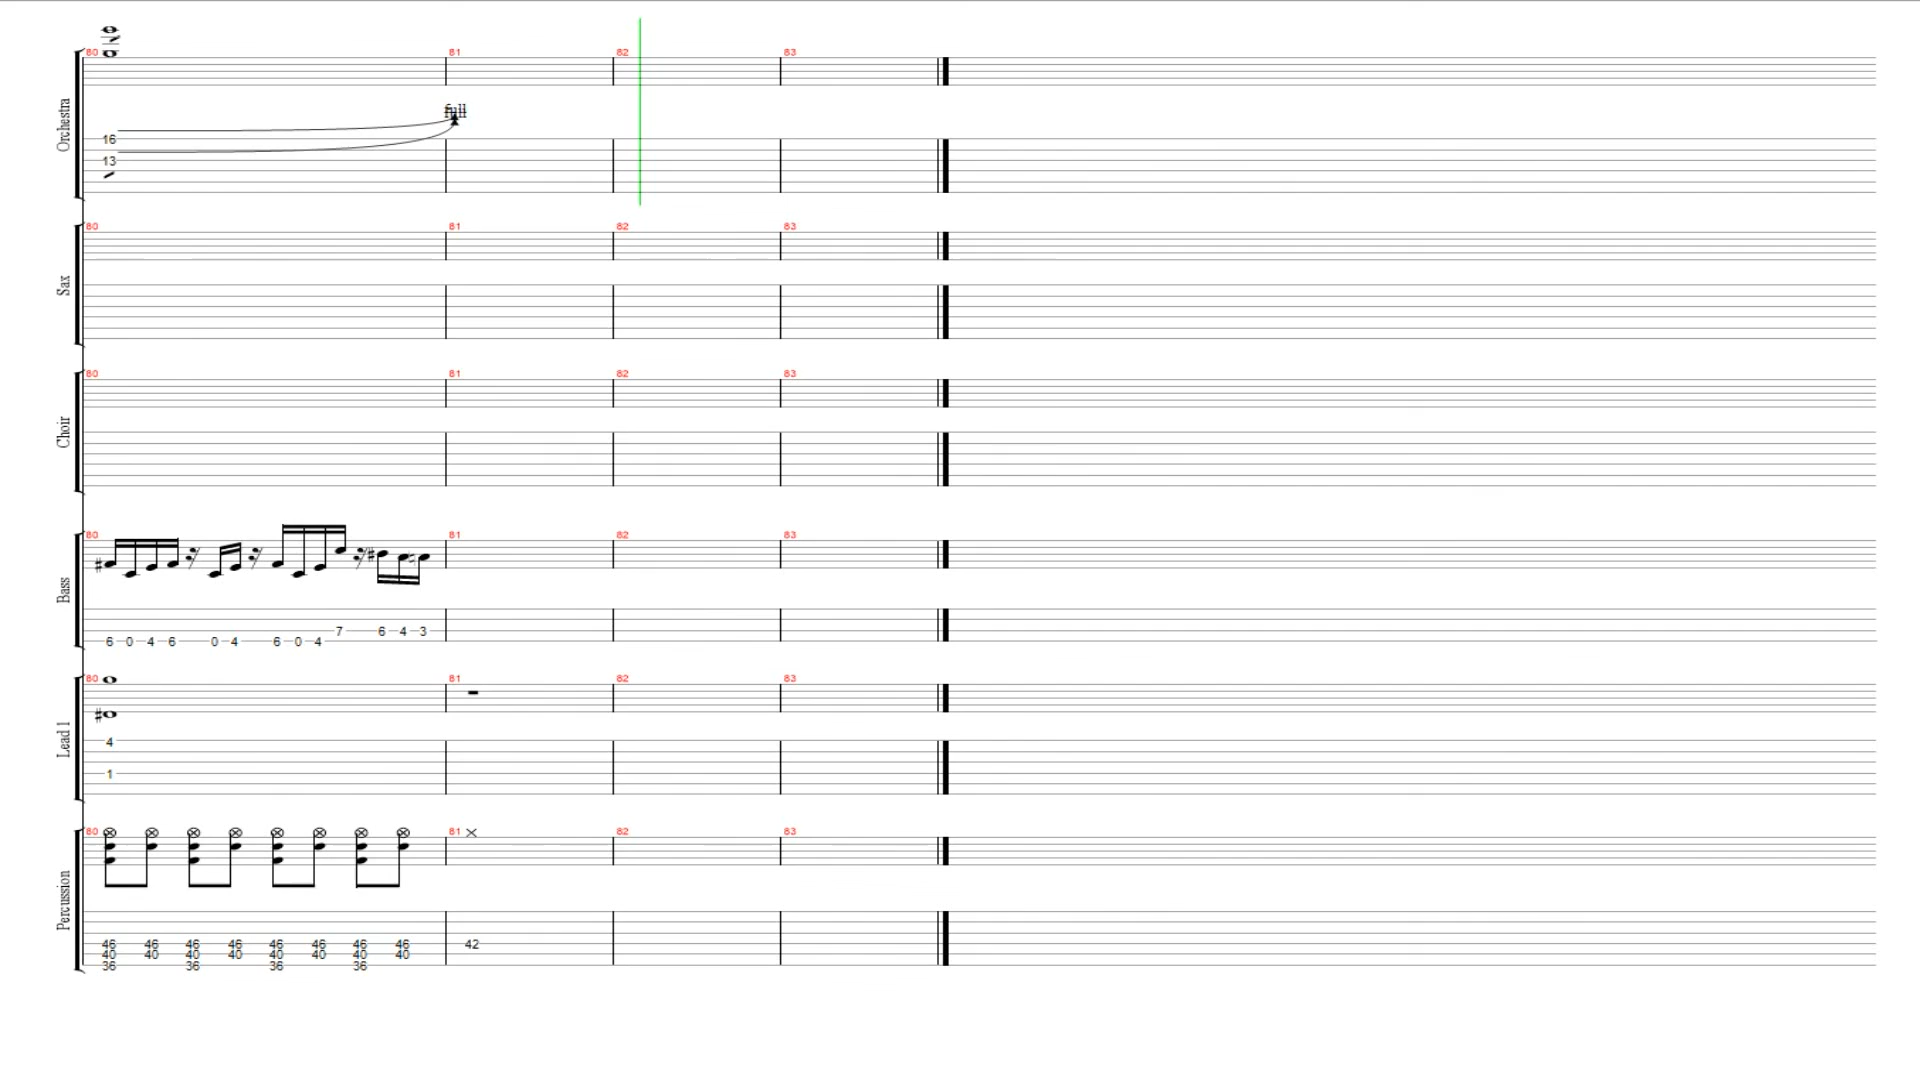 80 81 82 83
full
full
16
13
Orchestra
80 81 82 83
Sax
80 81 82 83
Choir
80 81 82 83
7 6 4 3
6 0 4 6 0 4 6 0 4
Bass
80 81 82 83
4
1
Lead 1
80 81 82 83
46 46 46 46 46 46 46 46 42
40 40 40 40 40 40 40 40
36 36 36 36
Percussion